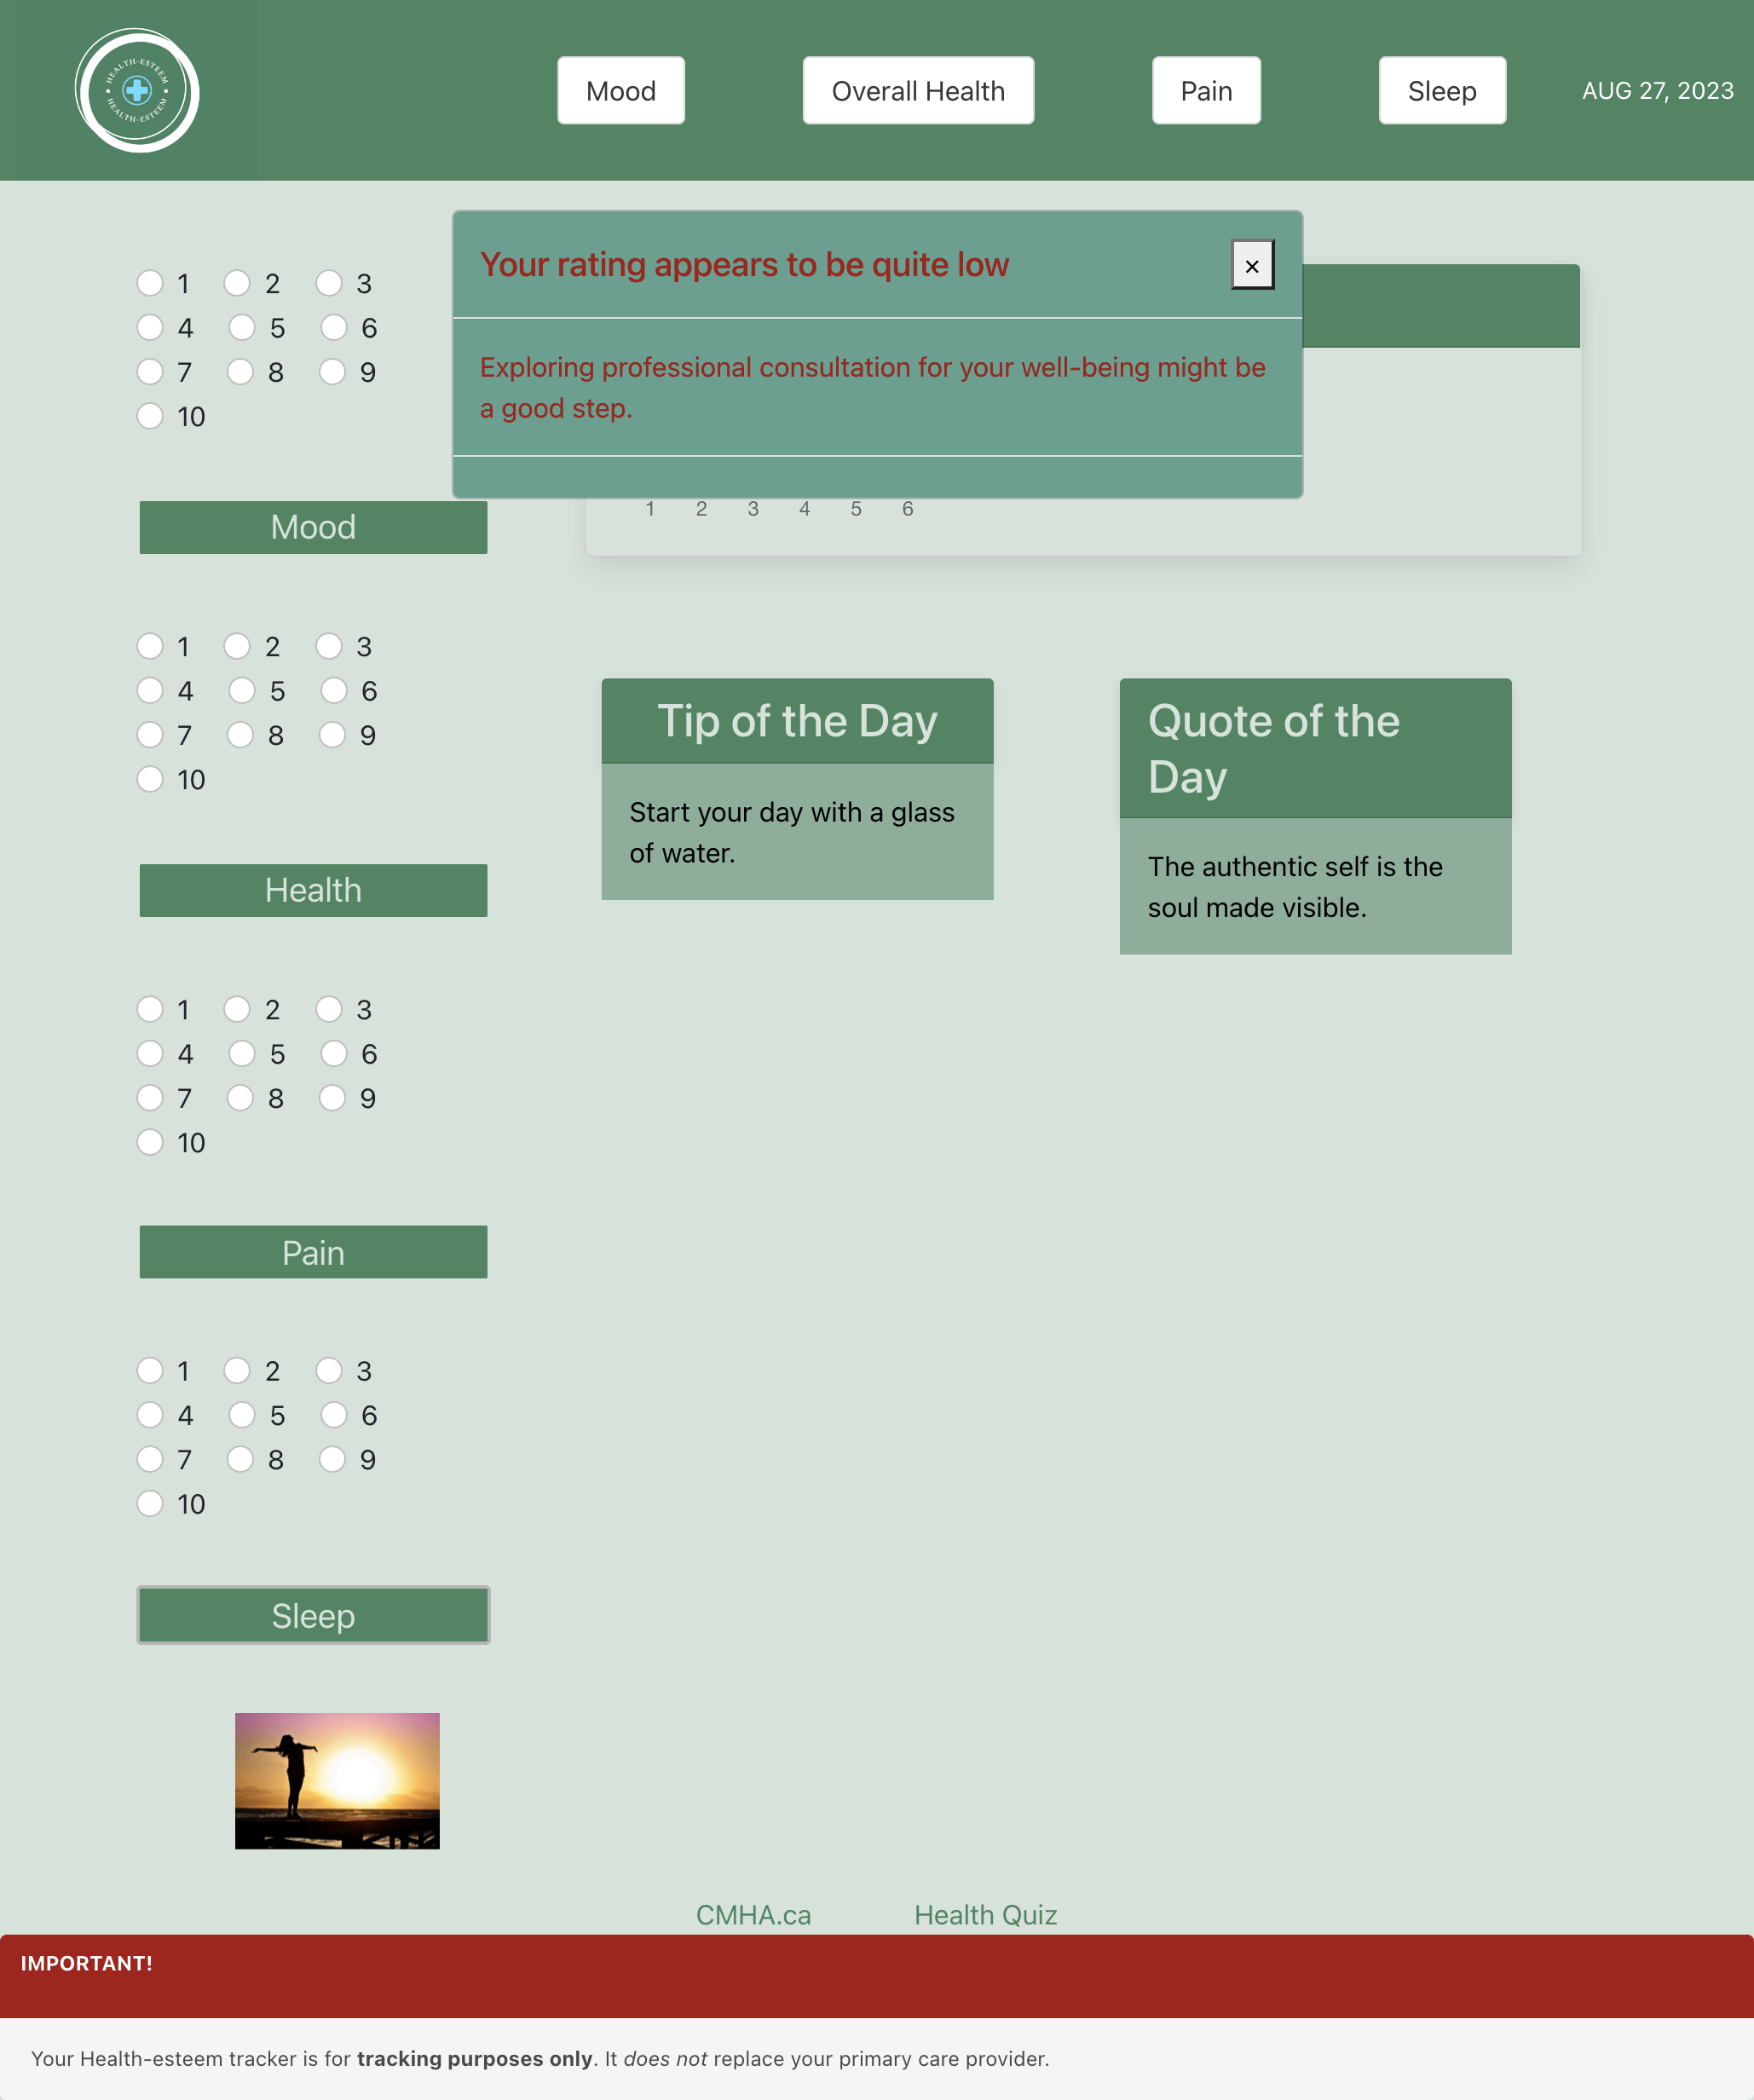 HEALTH-ESTEEM
HEALTH-ESTEEM
Mood
Overall Health
Pain
Sleep
AUG 27, 2023
Your rating appears to be quite low
×
Exploring professional consultation for your well-being might be
a good step.
1 2 3
4 5 6
7 8 9
10
Mood
1 2 3 4 5 6
1 2 3
4 5 6
7 8 9
10
Health
Tip of the Day
Start your day with a glass
of water.
Quote of the
Day
The authentic self is the
soul made visible.
1 2 3
4 5 6
7 8 9
10
Pain
1 2 3
4 5 6
7 8 9
10
Sleep
CMHA.ca
Health Quiz
IMPORTANT!
Your Health-esteem tracker is for tracking purposes only. It does not replace your primary care provider.